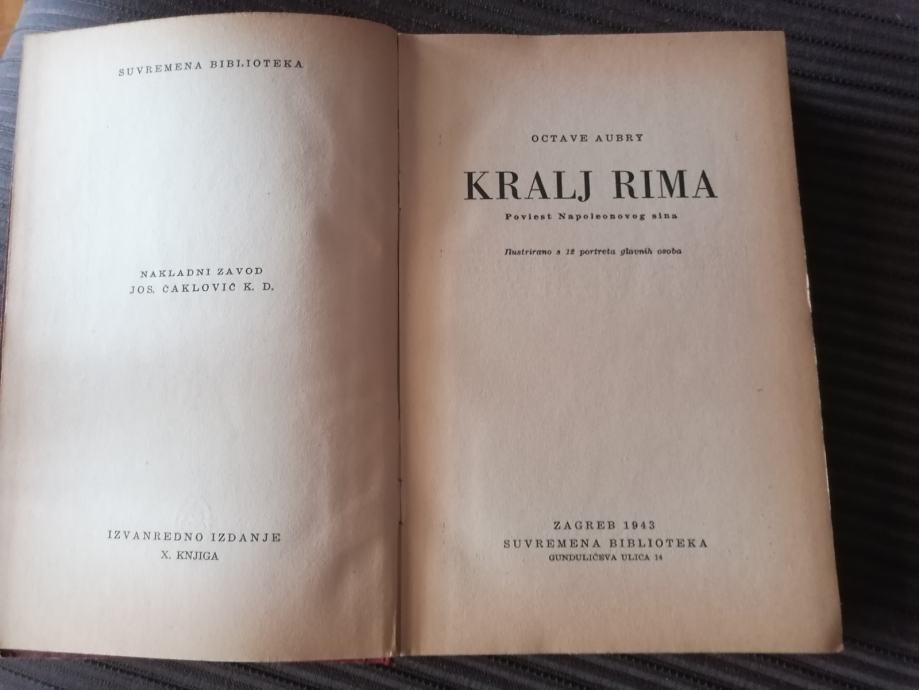 SUVREMENA BIBLIOTEKA
NAKLADNI ZAVOD
JOS. ČAKLOVIĆ K. D.
IZVANREDNO IZDANJE
X. KNJIGA
OCTAVE AUBRY
KRALJ RIMA
Poviest Napoleonovog sina
Ilustrirano s 12 portreta glavnih osoba
ZAGREB 1943
SUVREMENA BIBLIOTEKA
GUNDULIĆEVA ULICA 14